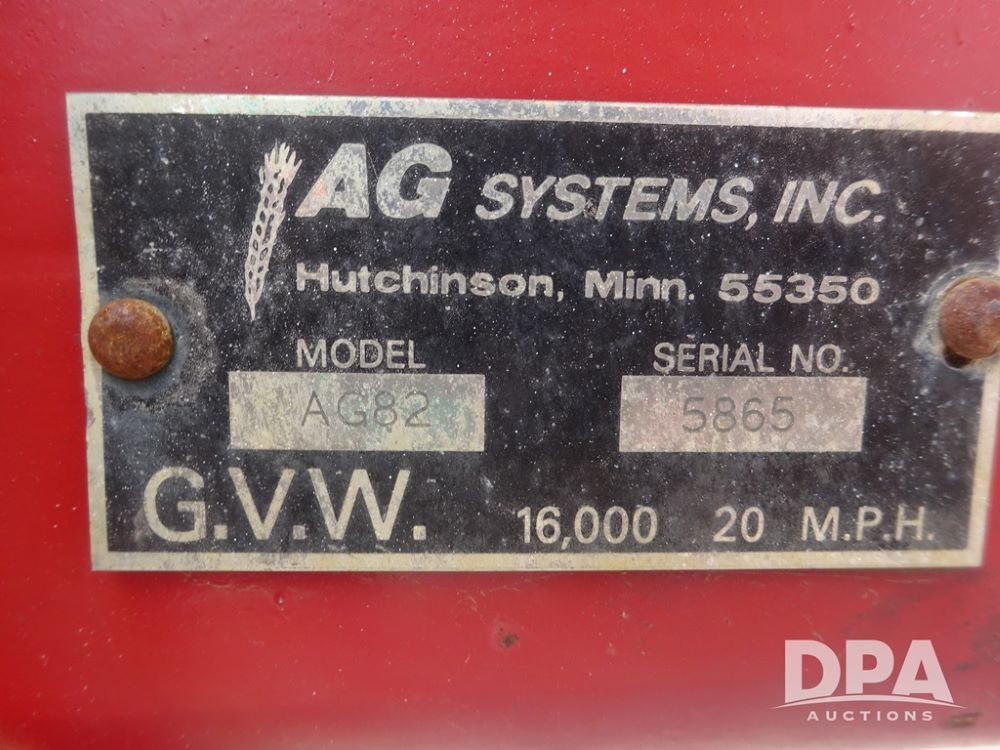 AG SYSTEMS, INC.
Hutchinson, Minn. 55350
MODEL SERIAL NO.
AG82 5865
G.V.W. 16,000 20 M.P.H.
DPA
AUCTIONS